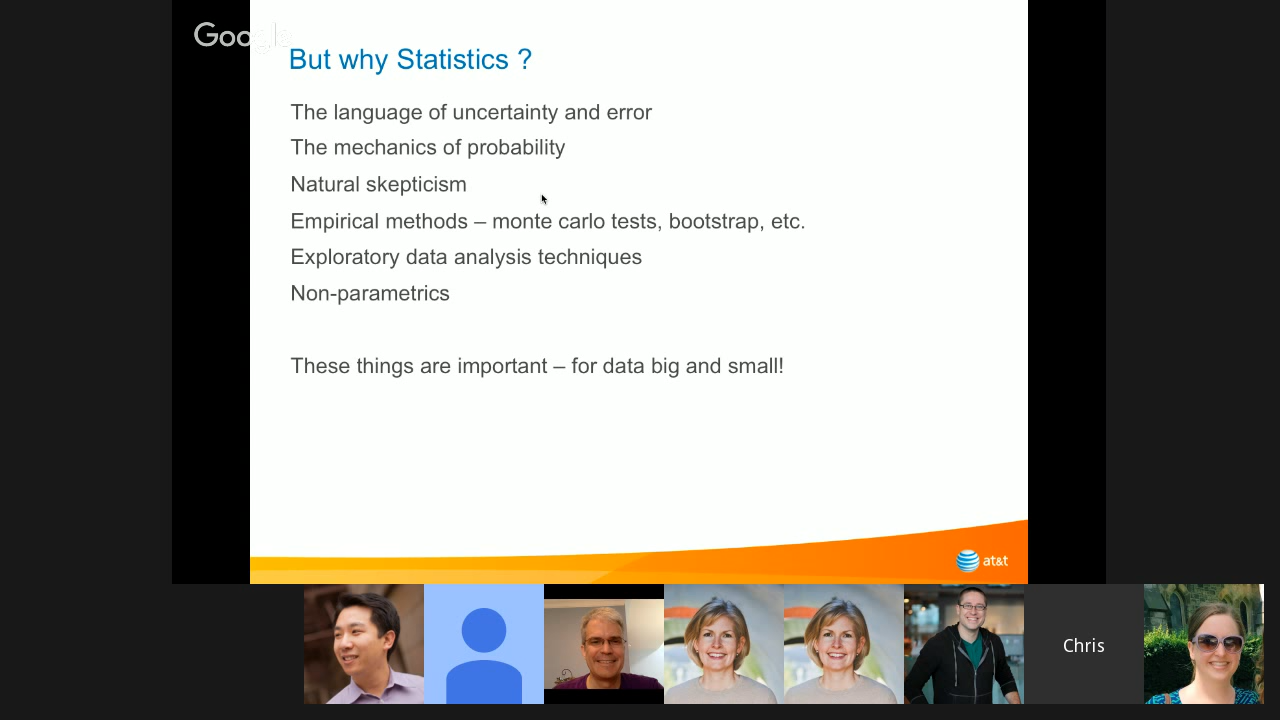 Google
But why Statistics ?
The language of uncertainty and error
The mechanics of probability
Natural skepticism
Empirical methods – monte carlo tests, bootstrap, etc.
Exploratory data analysis techniques
Non-parametrics
These things are important – for data big and small!
at&t
Chris